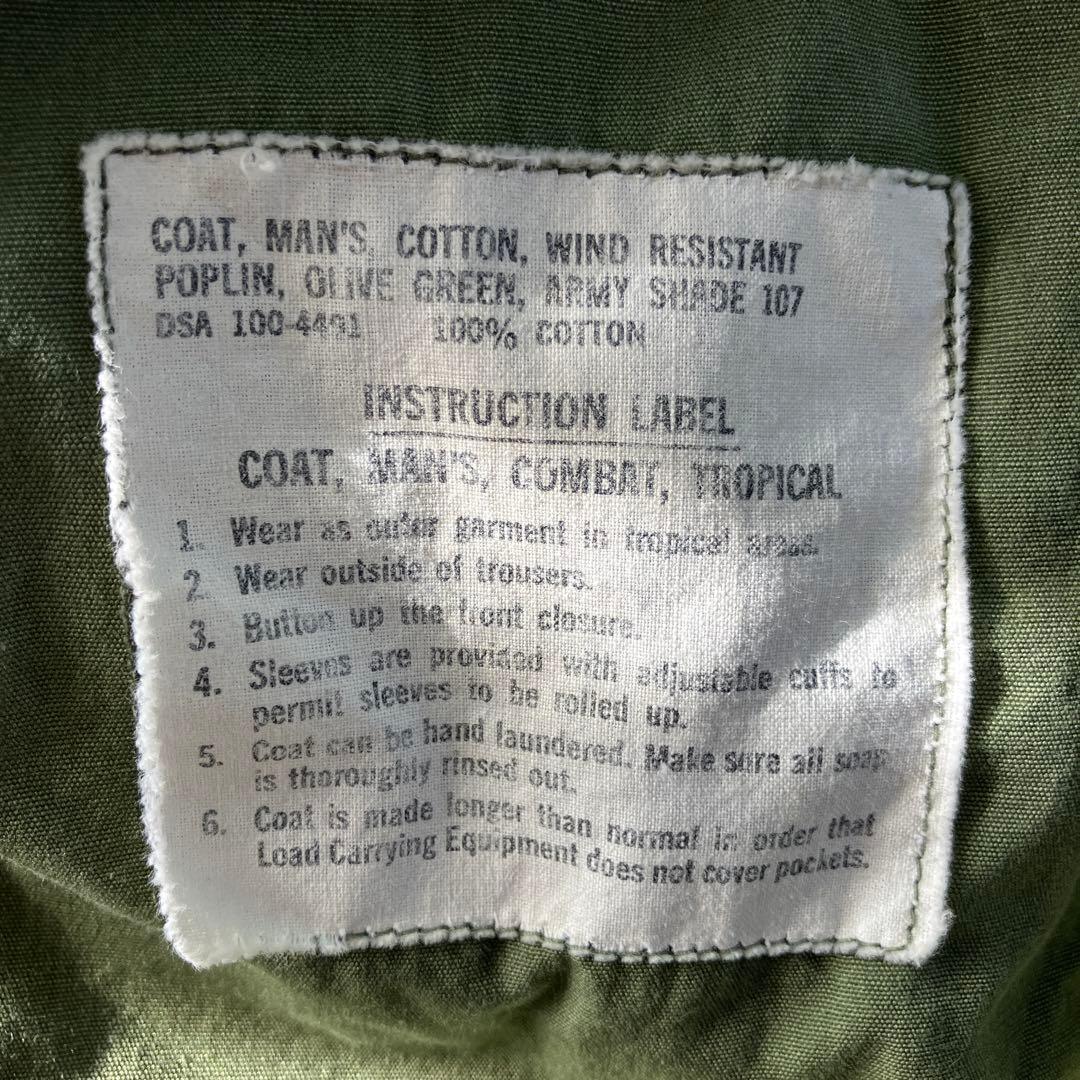 COAT, MAN'S, COTTON, WIND RESISTANT
POPLIN, OLIVE GREEN, ARMY SHADE 107
DSA 100-4491 100% COTTON
INSTRUCTION LABEL
COAT, MAN'S, COMBAT, TROPICAL
1. Wear as outer garment in tropical areas.
2. Wear outside of trousers.
3. Button up the front closure.
4. Sleeves are provided with adjustable cuffs to
permit sleeves to be rolled up.
5. Coat can be hand laundered. Make sure all soap
is thoroughly rinsed out.
6. Coat is made longer than normal in order that
Load Carrying Equipment does not cover pockets.